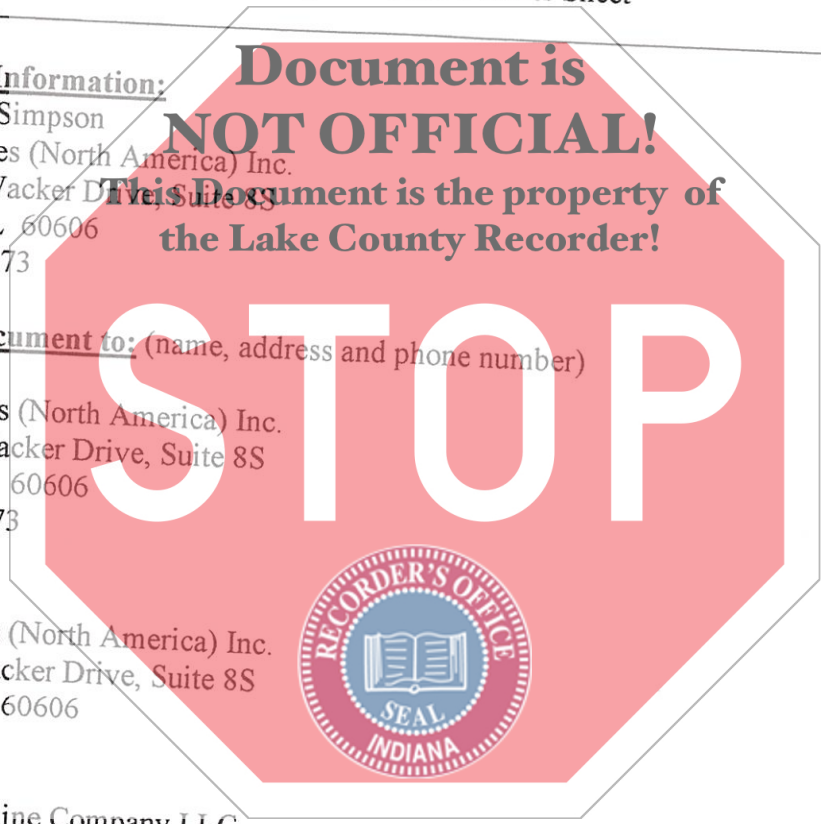 Sheet
Information:
Simpson
es (North America) Inc.
Wacker Drive, Suite 8S
60606
73
cument to: (name, address and phone number)
s (North America) Inc.
acker Drive, Suite 8S
60606
73
(North America) Inc.
cker Drive, Suite 8S
60606
ine Company LLC
Document is
NOT OFFICIAL!
This Document is the property of
the Lake County Recorder!
STOP
RECORDER'S OFFICE
SEAL
INDIANA